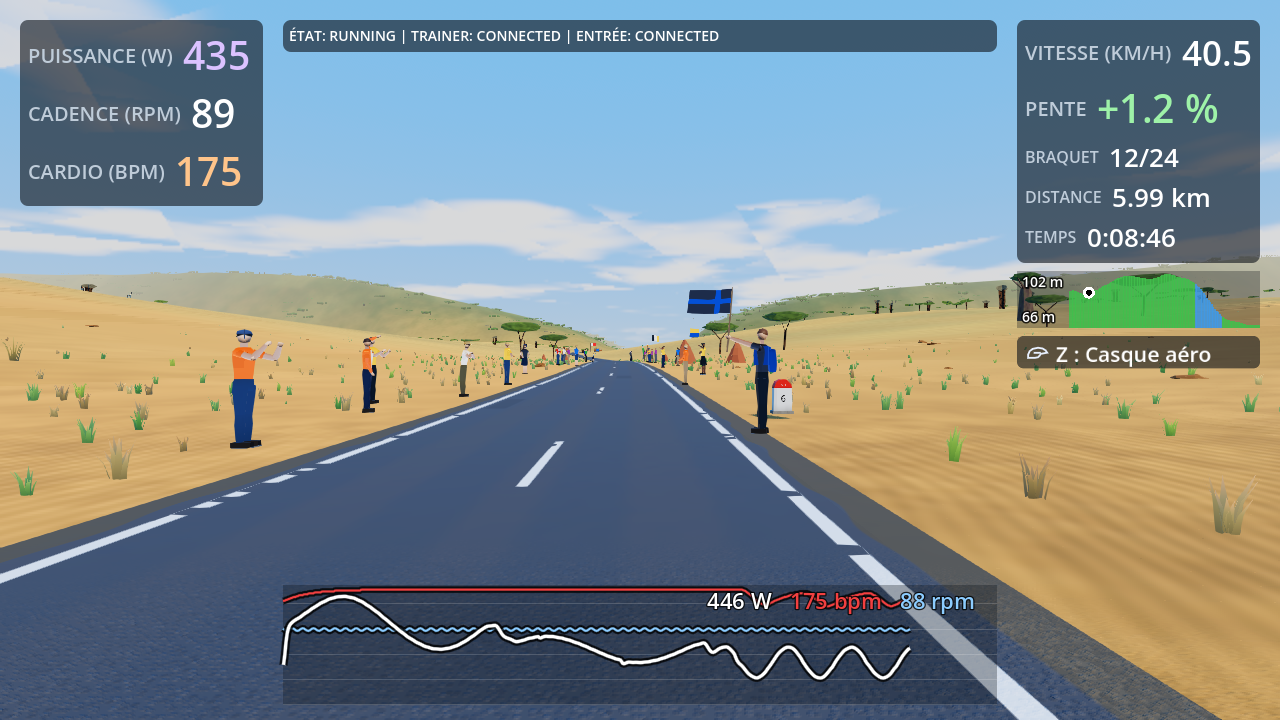 PUISSANCE (W) 435
CADENCE (RPM) 89
CARDIO (BPM) 175
ÉTAT: RUNNING | TRAINER: CONNECTED | ENTRÉE: CONNECTED
VITESSE (KM/H) 40.5
PENTE +1.2 %
BRAQUET 12/24
DISTANCE 5.99 km
TEMPS 0:08:46
102 m
66 m
Z : Casque aéro
6
446 W 175 bpm 88 rpm